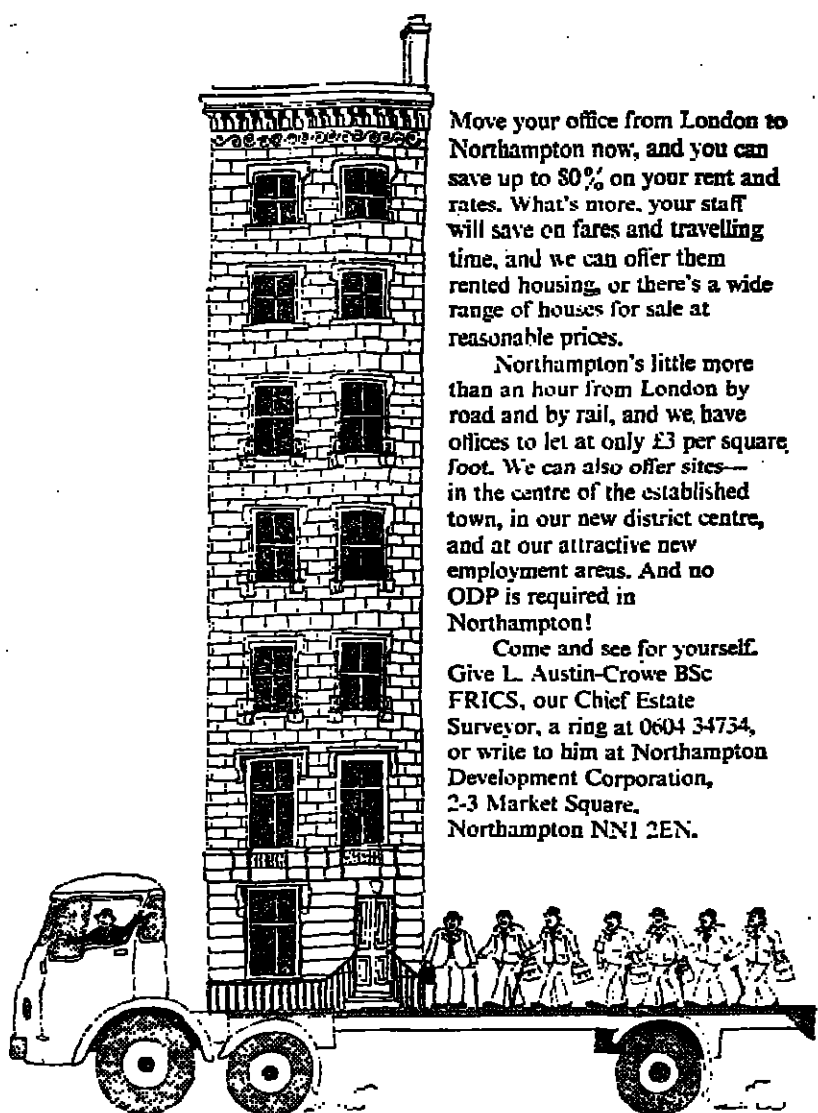 Move your office from London to
Northampton now, and you can
save up to 80% on your rent and
rates. What's more, your staff
will save on fares and travelling
time, and we can offer them
rented housing, or there's a wide
range of houses for sale at
reasonable prices.
Northampton's little more
than an hour from London by
road and by rail, and we have
offices to let at only £3 per square
foot. We can also offer sites—
in the centre of the established
town, in our new district centre,
and at our attractive new
employment areas. And no
ODP is required in
Northampton!
Come and see for yourself.
Give L. Austin-Crowe BSc
FRICS, our Chief Estate
Surveyor, a ring at 0604 34734,
or write to him at Northampton
Development Corporation,
2-3 Market Square,
Northampton NN1 2EN.